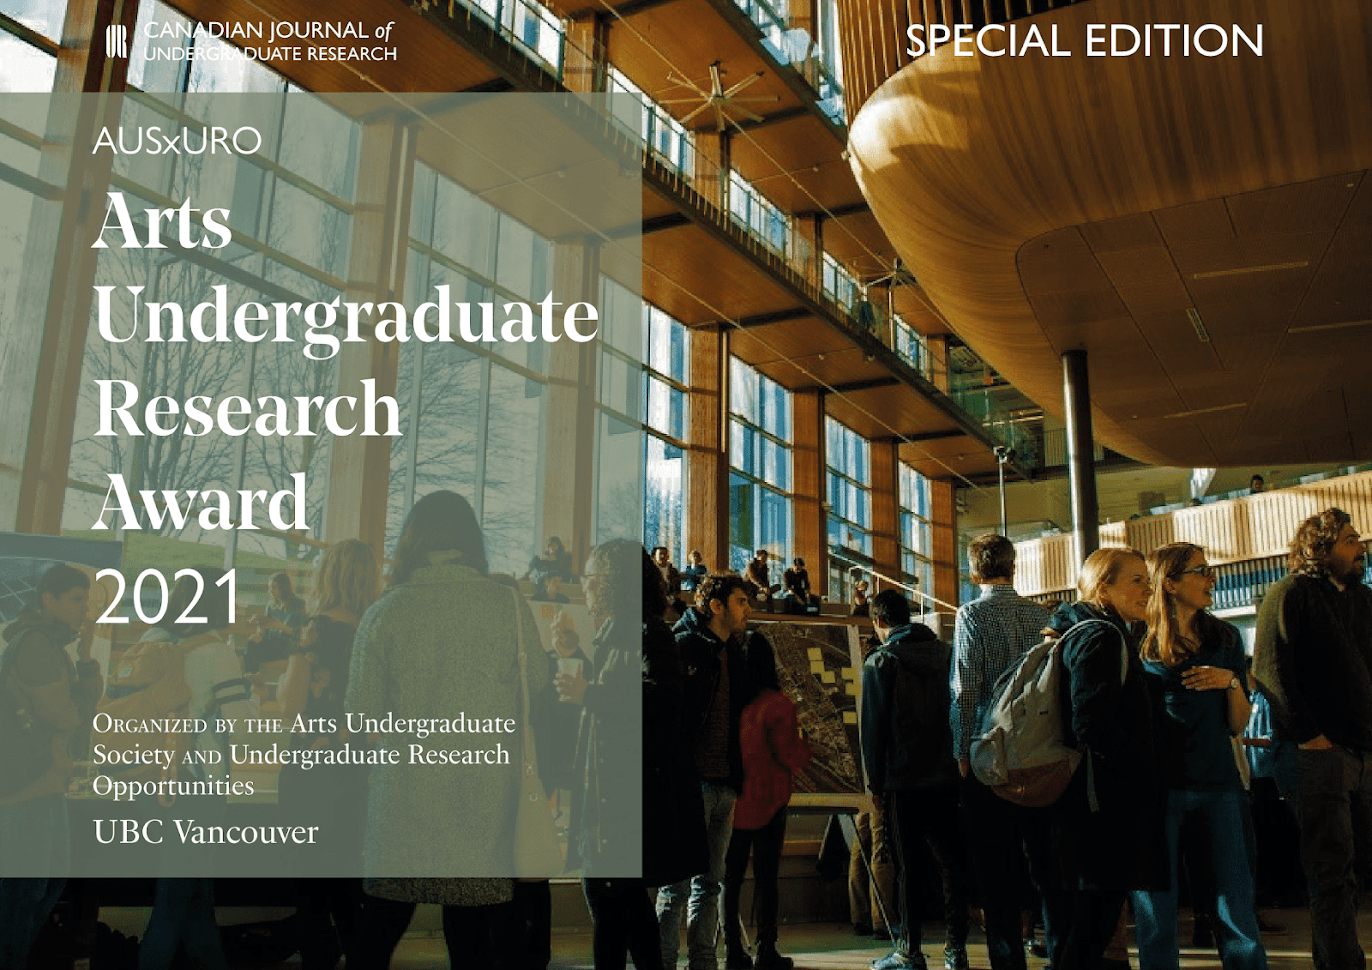 CANADIAN JOURNAL of
UNDERGRADUATE RESEARCH
SPECIAL EDITION
AUSxURO
Arts
Undergraduate
Research
Award
2021
ORGANIZED BY THE Arts Undergraduate
Society AND Undergraduate Research
Opportunities
UBC Vancouver